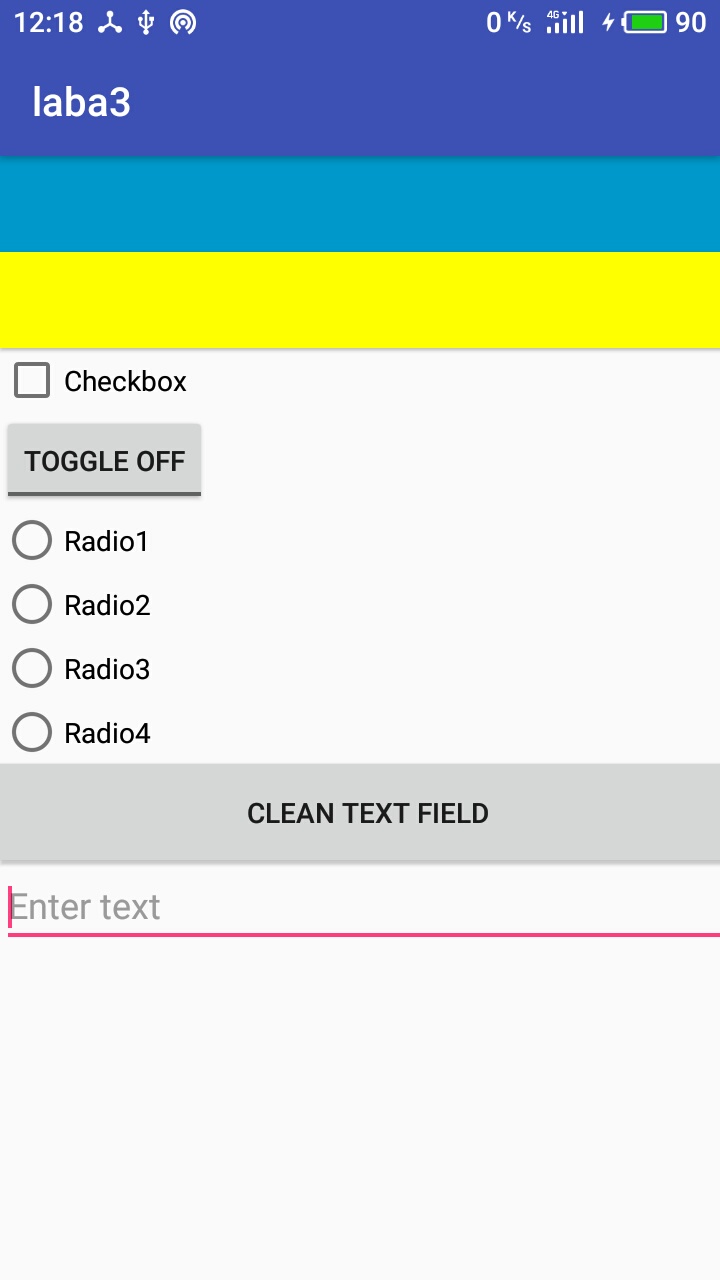 12:18 0 K/s 4G 90
laba3
Checkbox
TOGGLE OFF
Radio1
Radio2
Radio3
Radio4
CLEAN TEXT FIELD
Enter text